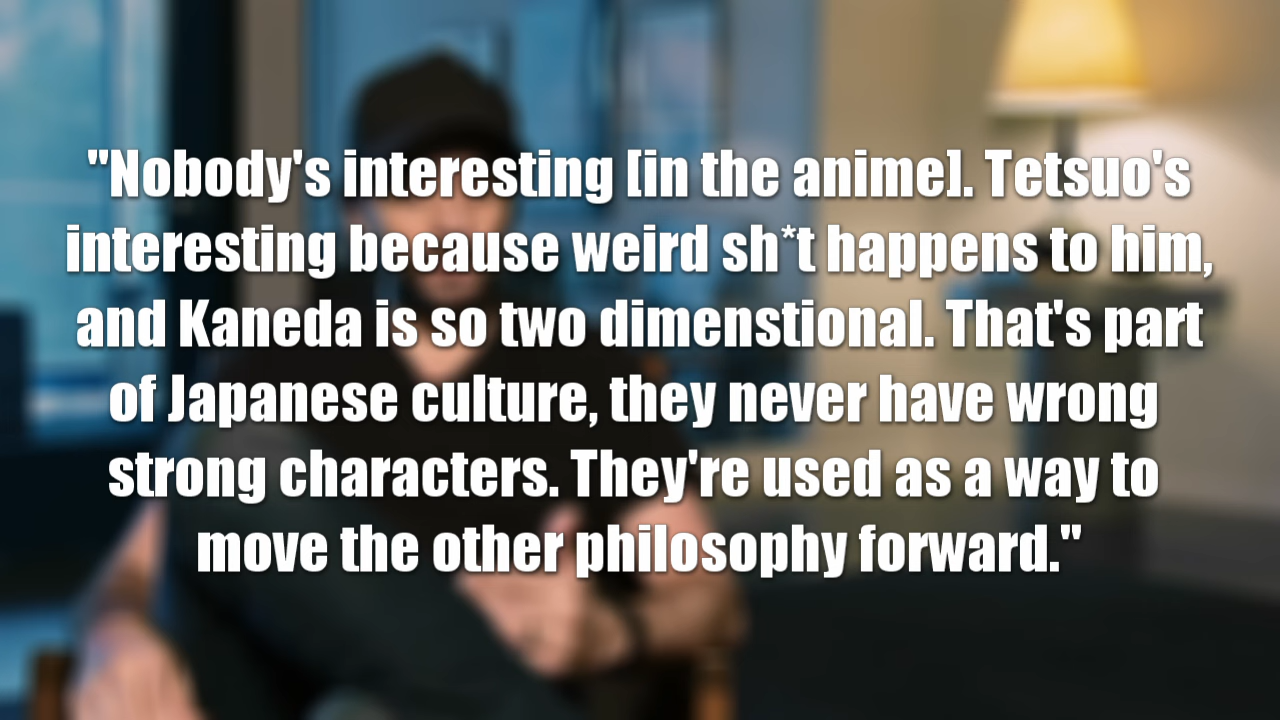 "Nobody's interesting [in the anime]. Tetsuo's
interesting because weird sh*t happens to him,
and Kaneda is so two dimenstional. That's part
of Japanese culture, they never have wrong
strong characters. They're used as a way to
move the other philosophy forward."